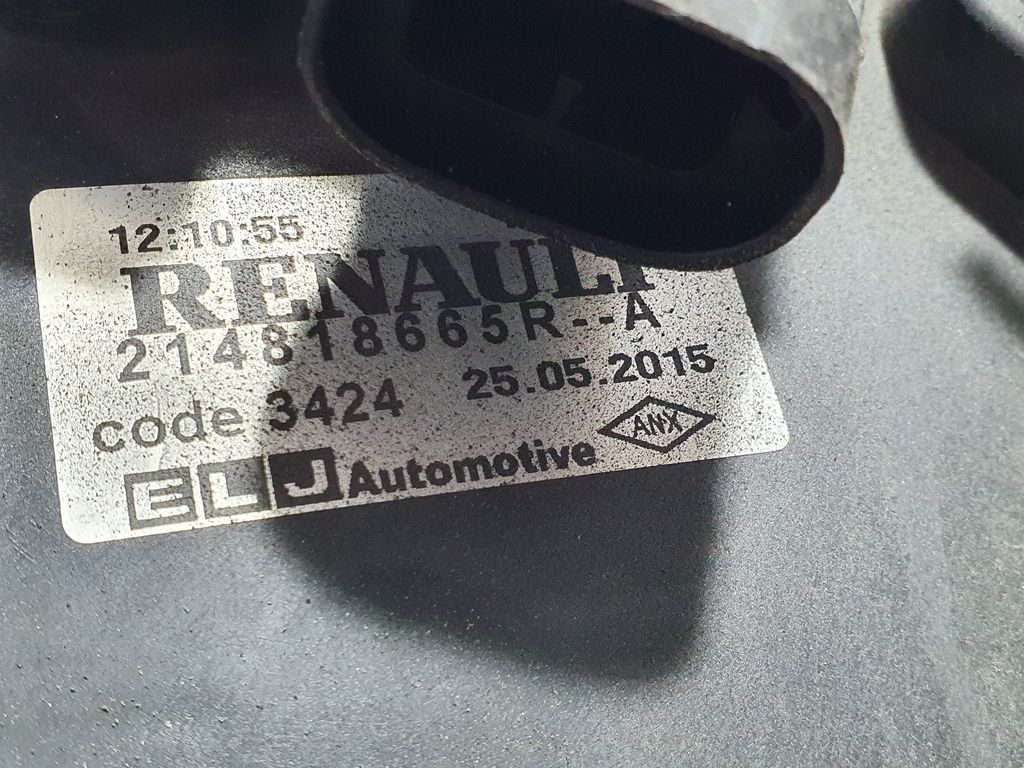 12:10:55
RENAULT
214818665R--A
code 3424 25.05.2015
ELJ Automotive ANX